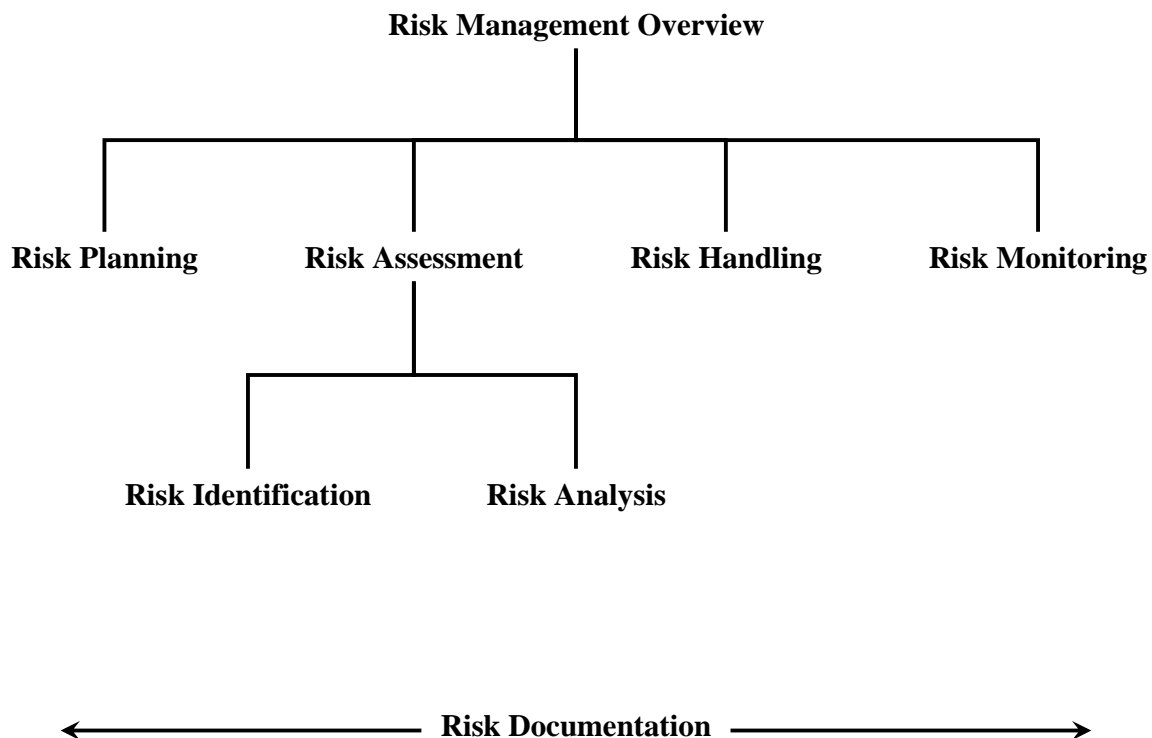 Risk Management Overview
Risk Planning
Risk Assessment
Risk Handling
Risk Monitoring
Risk Identification
Risk Analysis
Risk Documentation